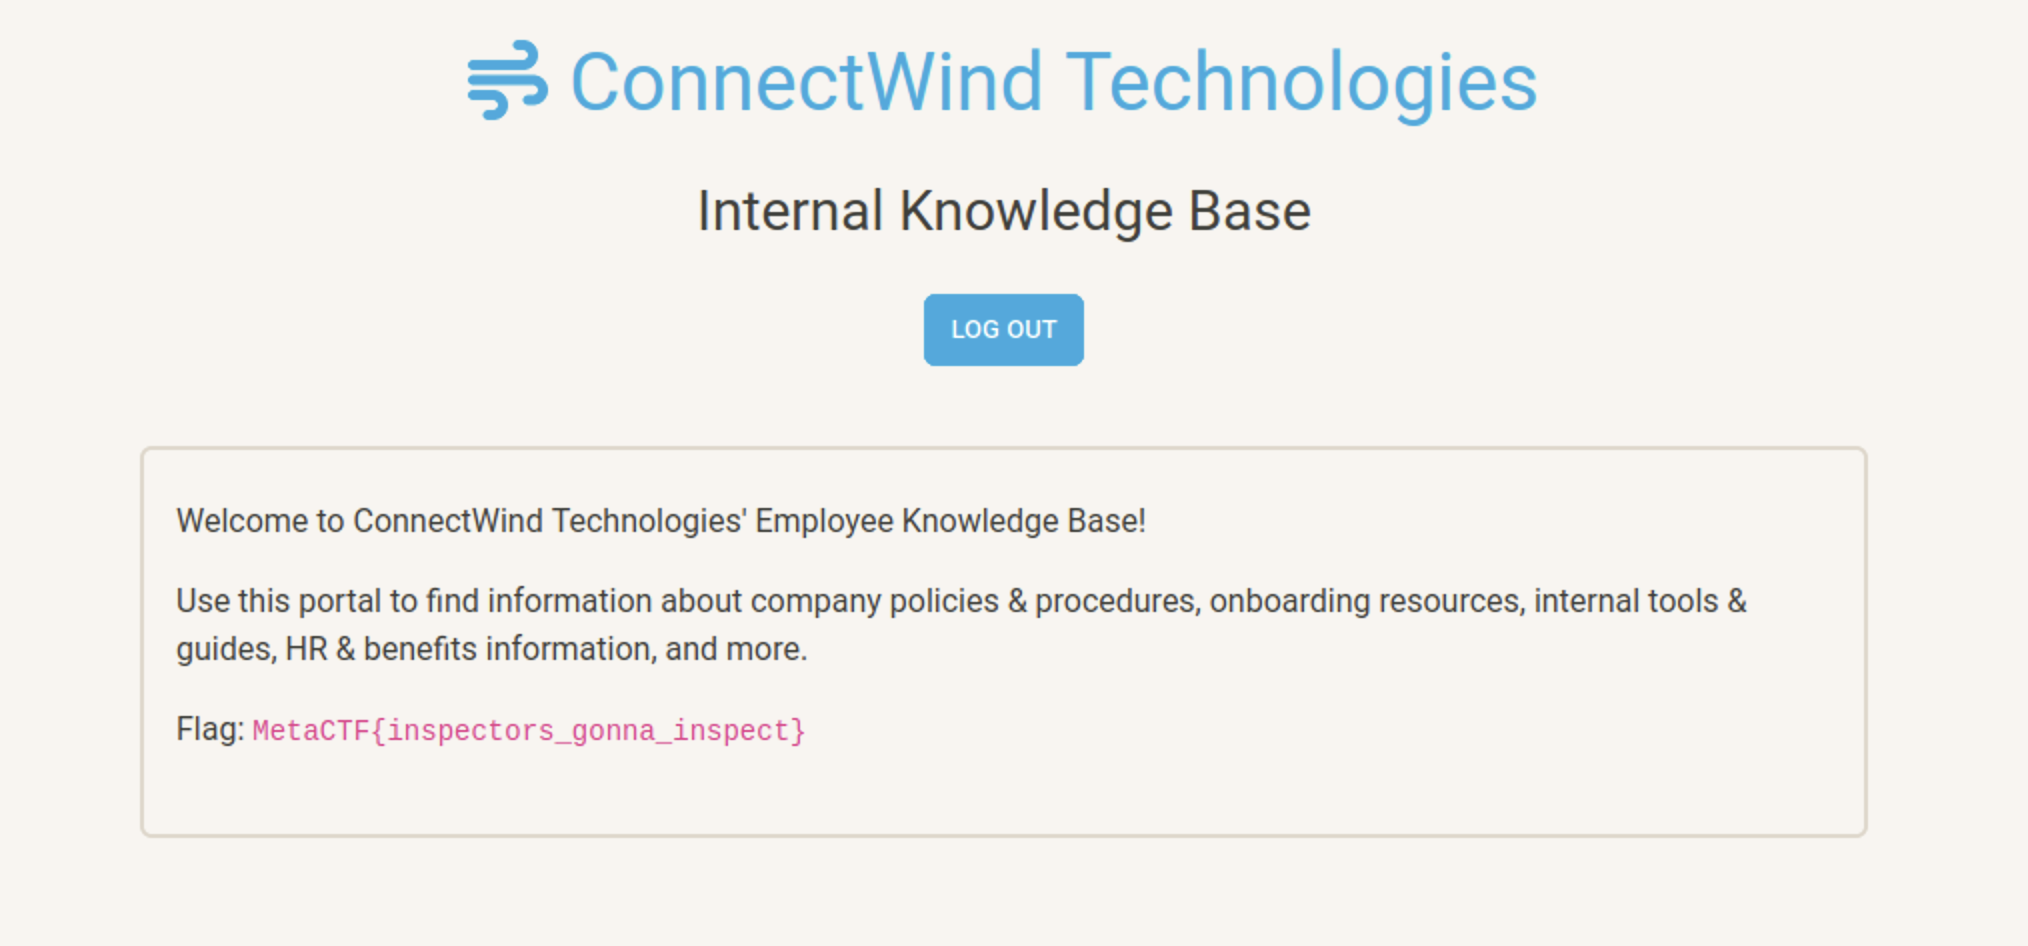 ConnectWind Technologies
Internal Knowledge Base
LOG OUT
Welcome to ConnectWind Technologies' Employee Knowledge Base!
Use this portal to find information about company policies & procedures, onboarding resources, internal tools &
guides, HR & benefits information, and more.
Flag: MetaCTF{inspectors_gonna_inspect}